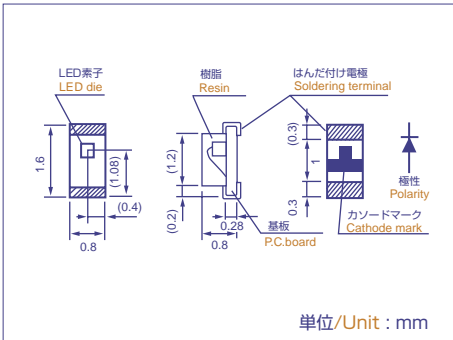 LED素子
LED die
樹脂
Resin
はんだ付け電極
Soldering terminal
1.6
(1.08)
(0.4)
0.8
(1.2)
(0.2)
0.28
0.8
基板
P.C.board
(0.3)
1
0.3
極性
Polarity
カソードマーク
Cathode mark
単位/Unit : mm